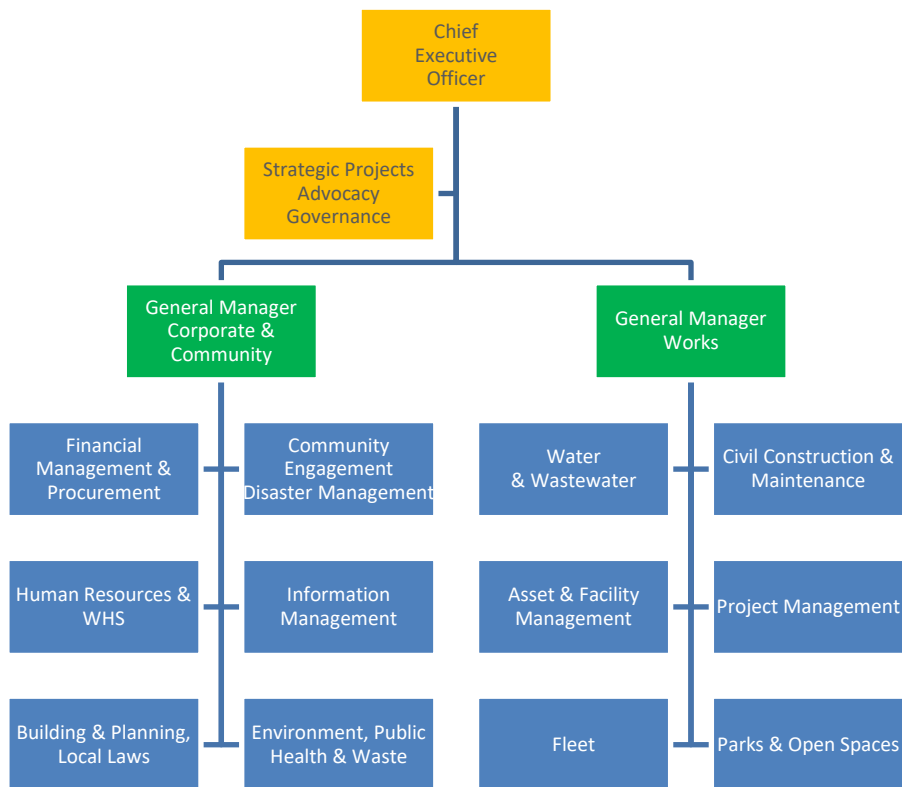 Chief
Executive
Officer
Strategic Projects
Advocacy
Governance
General Manager
Corporate &
Community
General Manager
Works
Financial
Management &
Procurement
Community
Engagement
Disaster Management
Water
& Wastewater
Civil Construction &
Maintenance
Human Resources &
WHS
Information
Management
Asset & Facility
Management
Project Management
Building & Planning,
Local Laws
Environment, Public
Health & Waste
Fleet
Parks & Open Spaces